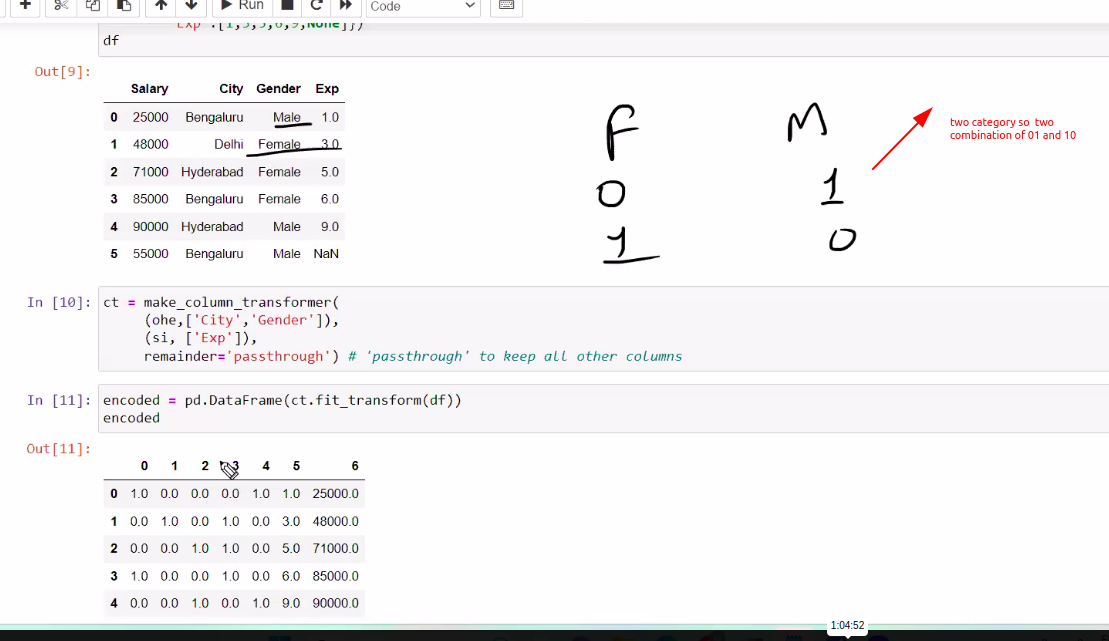 Run
Code
Exp :[1,3,5,6,9,None]})
df
Out[9]:
Salary City Gender Exp
0 25000 Bengaluru Male 1.0
1 48000 Delhi Female 3.0
2 71000 Hyderabad Female 5.0
3 85000 Bengaluru Female 6.0
4 90000 Hyderabad Male 9.0
5 55000 Bengaluru Male NaN
F M
0 1
1 0
two category so two
combination of 01 and 10
In [10]: ct = make_column_transformer(
(ohe,['City','Gender']),
(si, ['Exp']),
remainder='passthrough') # 'passthrough' to keep all other columns
In [11]: encoded = pd.DataFrame(ct.fit_transform(df))
encoded
Out[11]:
0 1 2 3 4 5 6
0 1.0 0.0 0.0 0.0 1.0 1.0 25000.0
1 0.0 1.0 0.0 1.0 0.0 3.0 48000.0
2 0.0 0.0 1.0 1.0 0.0 5.0 71000.0
3 1.0 0.0 0.0 1.0 0.0 6.0 85000.0
4 0.0 0.0 1.0 0.0 1.0 9.0 90000.0
1:04:52